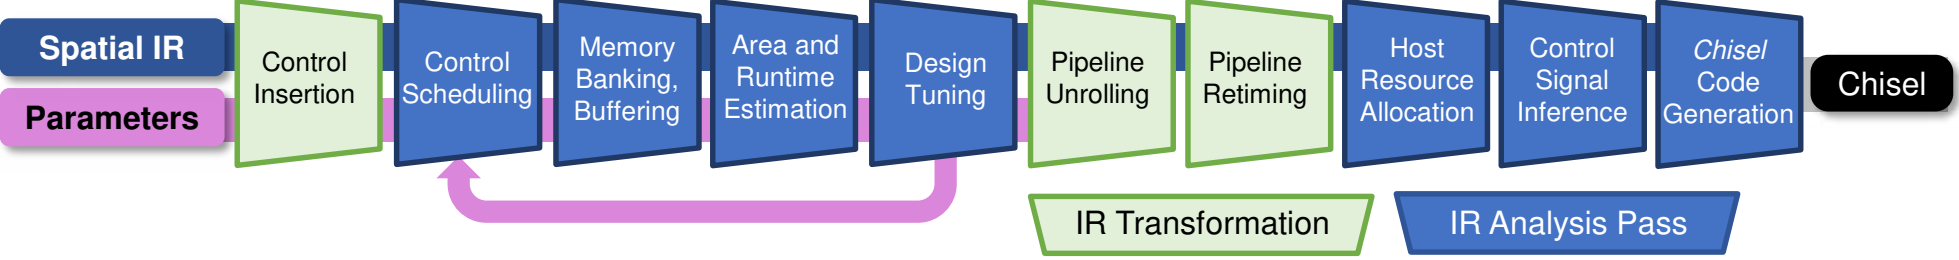 Spatial IR
Parameters
Control
Insertion
Control
Scheduling
Memory
Banking,
Buffering
Area and
Runtime
Estimation
Design
Tuning
Pipeline
Unrolling
Pipeline
Retiming
Host
Resource
Allocation
Control
Signal
Inference
Chisel
Code
Generation
Chisel
IR Transformation
IR Analysis Pass